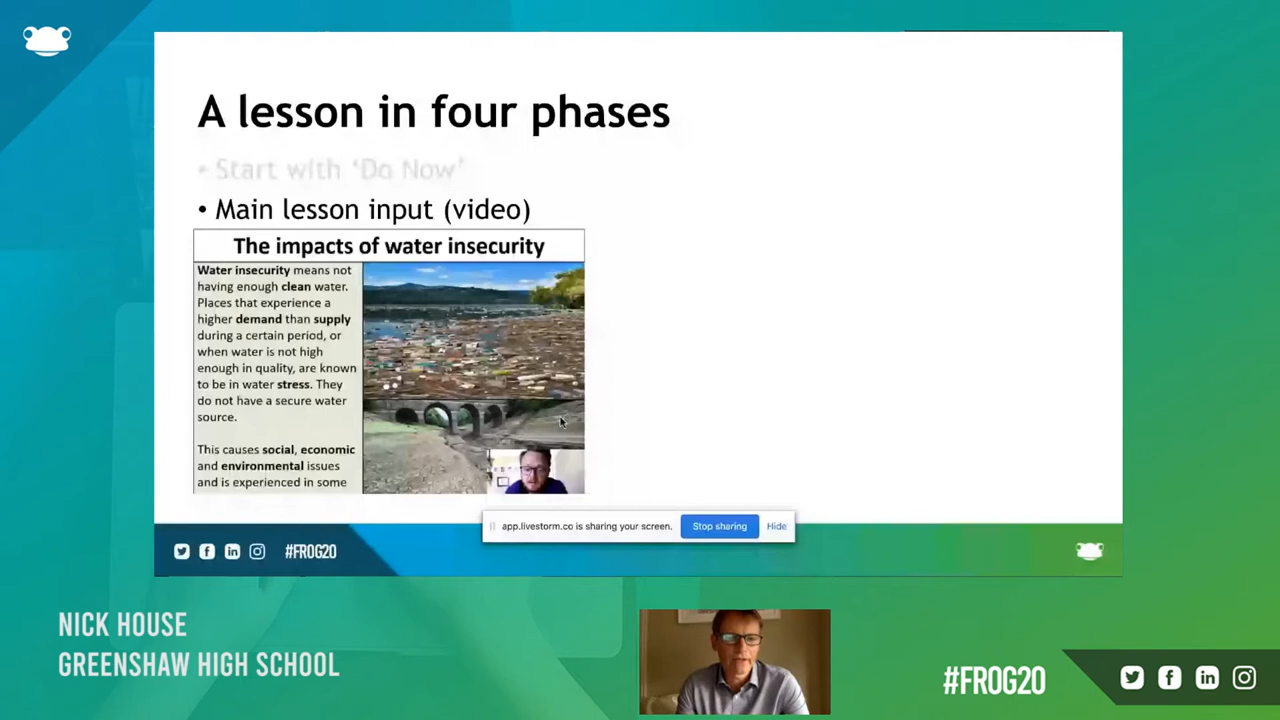 A lesson in four phases
• Start with ‘Do Now’
• Main lesson input (video)
The impacts of water insecurity
Water insecurity means not
having enough clean water.
Places that experience a
higher demand than supply
during a certain period, or
when water is not high
enough in quality, are known
to be in water stress. They
do not have a secure water
source.
This causes social, economic
and environmental issues
and is experienced in some
app.livestorm.co is sharing your screen.
Stop sharing
Hide
#FROG20
NICK HOUSE
GREENSHAW HIGH SCHOOL
#FROG20